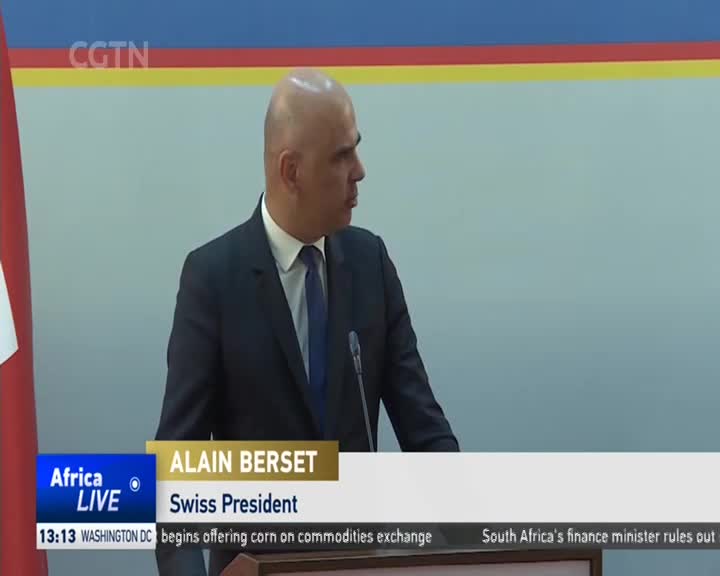 CGTN
ALAIN BERSET
Africa
LIVE
Swiss President
13:13 WASHINGTON DC begins offering corn on commodities exchange South Africa's finance minister rules out